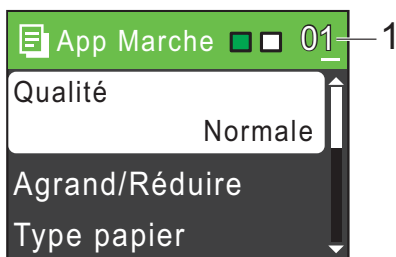 App Marche 01 1
Qualité
Normale
Agrand/Réduire
Type papier